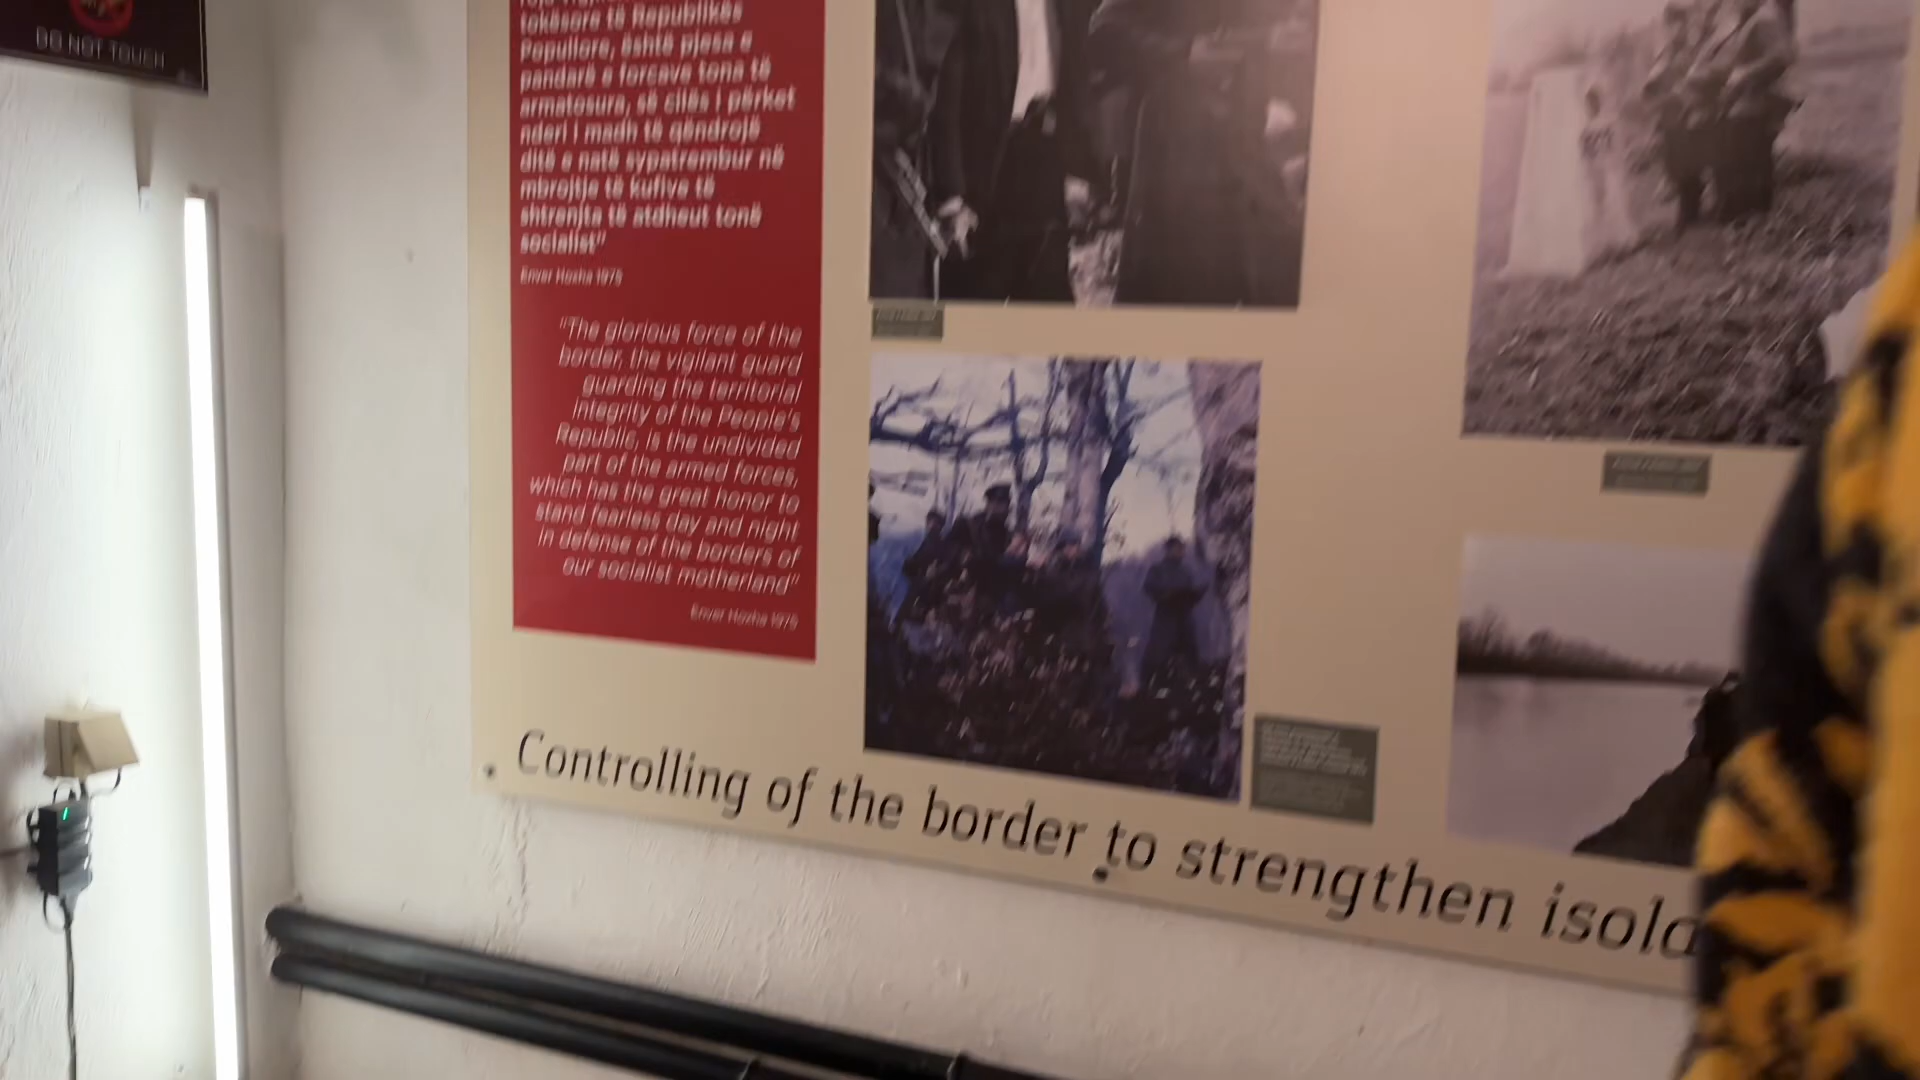 DO NOT TOUCH
tokësore të Republikës
Popullore, është pjesë e
pandarë e forcave tona të
armatosura, së cilës i përket
nderi i madh të qëndrojë
ditë e natë sypatrembur në
mbrojtje të kufive të
shtrenjta të atdheut tonë
socialist"
Enver Hoxha 1975
"The glorious force of the
border, the vigilant guard
guarding the territorial
integrity of the People's
Republic, is the undivided
part of the armed forces,
which has the great honor to
stand fearless day and night
in defense of the borders of
our socialist motherland"
Enver Hoxha 1975
Controlling of the border to strengthen isola